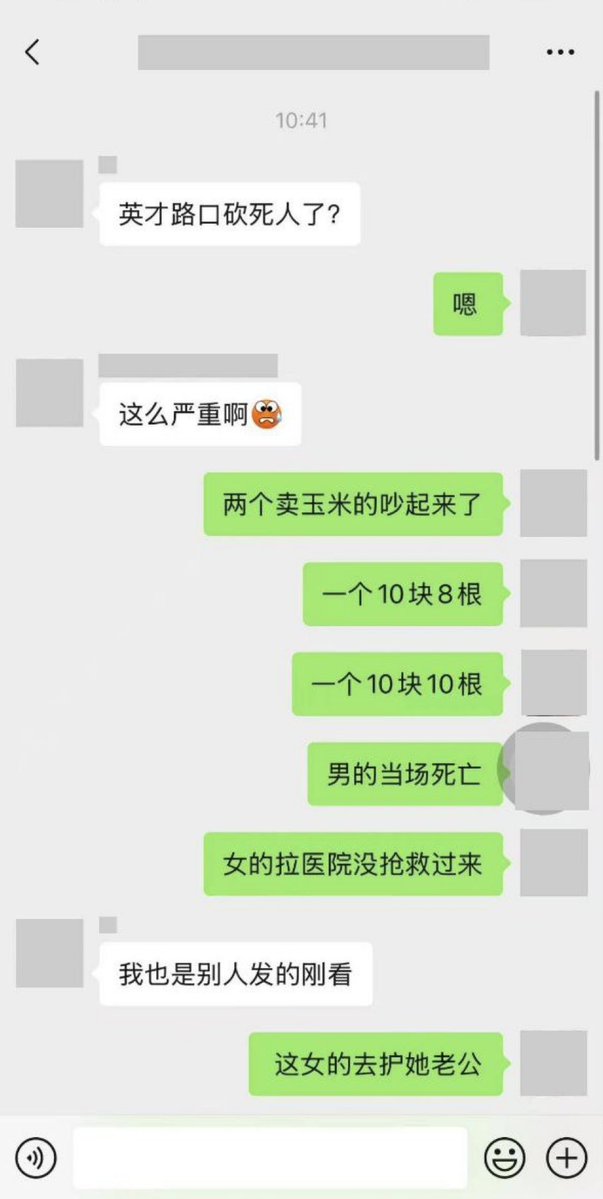 10:41
英才路口砍死人了?
嗯
这么严重啊
两个卖玉米的吵起来了
一个10块8根
一个10块10根
男的当场死亡
女的拉医院没抢救过来
我也是别人发的刚看
这女的去护她老公